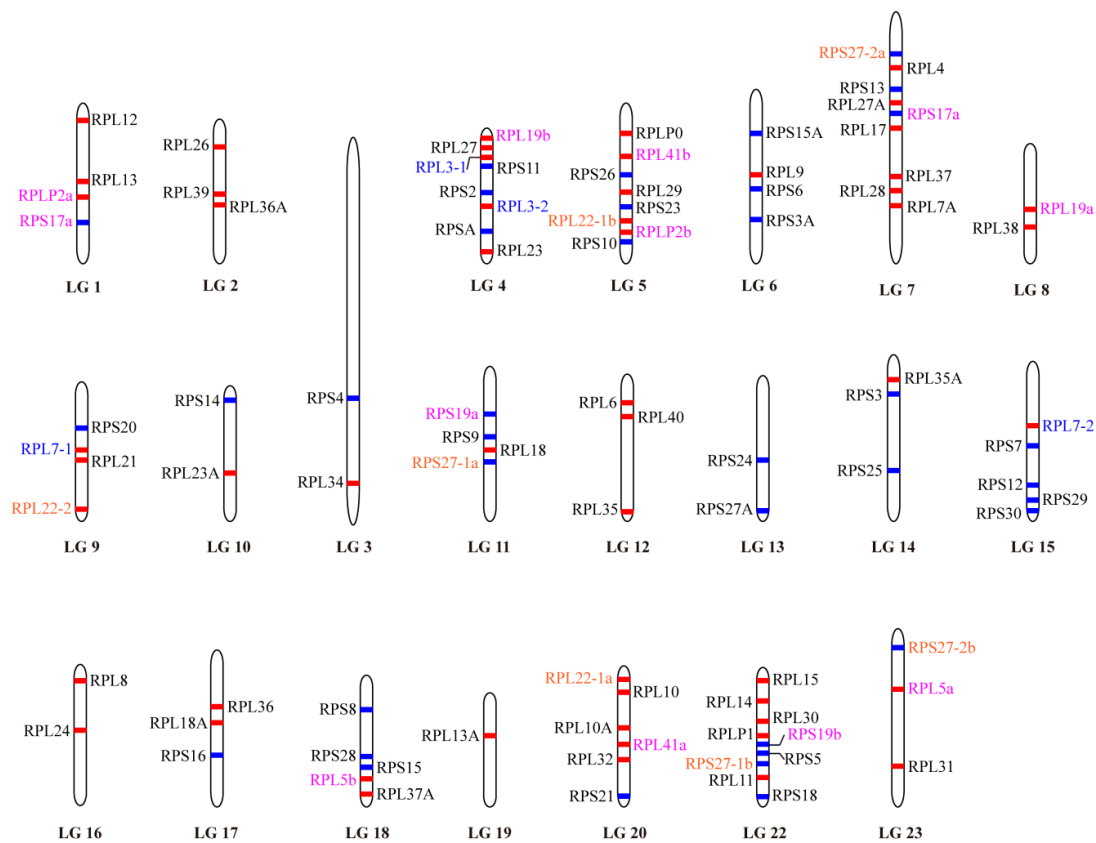 RPL12
RPL13
RPLP2a
RPS17a
LG 1
RPL26
RPL39
RPL36A
LG 2
RPS4
RPL34
LG 3
RPL19b
RPL27
RPL3-1
RPS11
RPS2
RPL3-2
RPSA
RPL23
LG 4
RPLP0
RPL41b
RPS26
RPL29
RPS23
RPL22-1b
RPLP2b
RPS10
LG 5
RPS15A
RPL9
RPS6
RPS3A
LG 6
RPS27-2a
RPL4
RPS13
RPL27A
RPS17a
RPL17
RPL37
RPL28
RPL7A
LG 7
RPL19a
RPL38
LG 8
RPS20
RPL7-1
RPL21
RPL22-2
LG 9
RPS14
RPL23A
LG 10
RPS19a
RPS9
RPL18
RPS27-1a
LG 11
RPL6
RPL40
RPL35
LG 12
RPS24
RPS27A
LG 13
RPL35A
RPS3
RPS25
LG 14
RPL7-2
RPS7
RPS12
RPS29
RPS30
LG 15
RPL8
RPL24
LG 16
RPL36
RPL18A
RPS16
LG 17
RPS8
RPS28
RPS15
RPL5b
RPL37A
LG 18
RPL13A
LG 19
RPL22-1a
RPL10
RPL10A
RPL41a
RPL32
RPS21
LG 20
RPL15
RPL14
RPL30
RPLP1
RPS19b
RPS5
RPS27-1b
RPL11
RPS18
LG 22
RPS27-2b
RPL5a
RPL31
LG 23